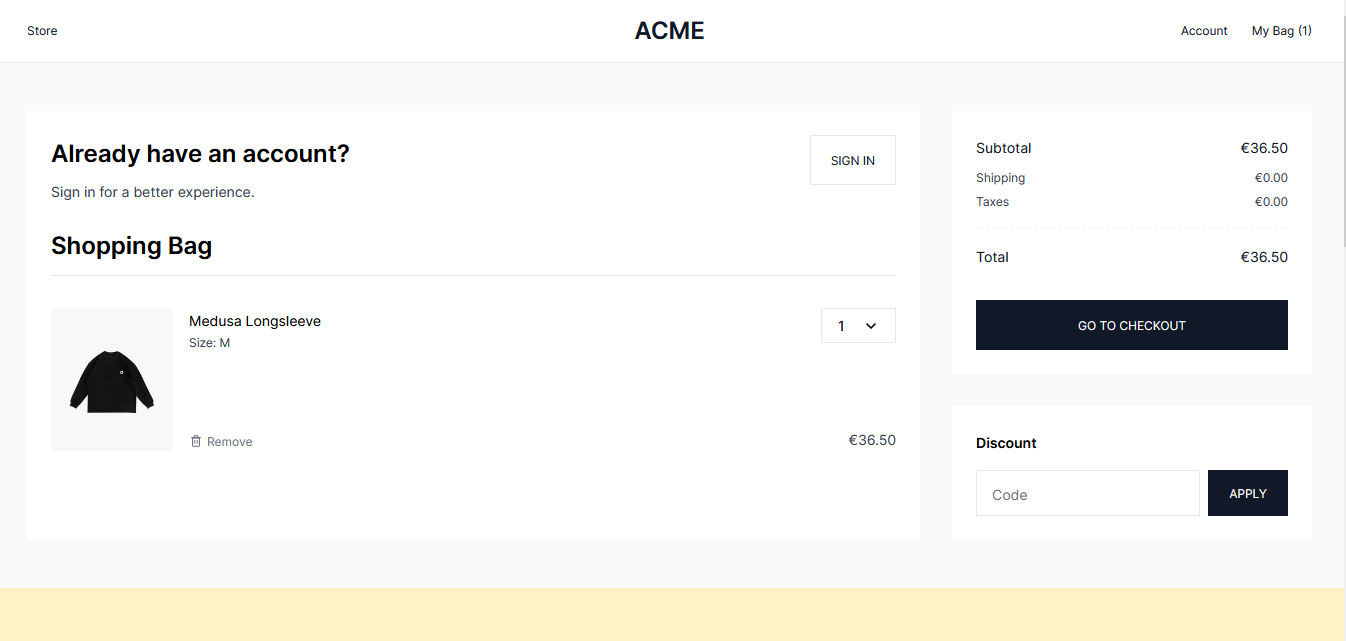 Store
ACME
Account
My Bag (1)
Already have an account?
Sign in for a better experience.
SIGN IN
Shopping Bag
Medusa Longsleeve
Size: M
1
Remove
€36.50
Subtotal €36.50
Shipping €0.00
Taxes €0.00
Total €36.50
GO TO CHECKOUT
Discount
Code
APPLY